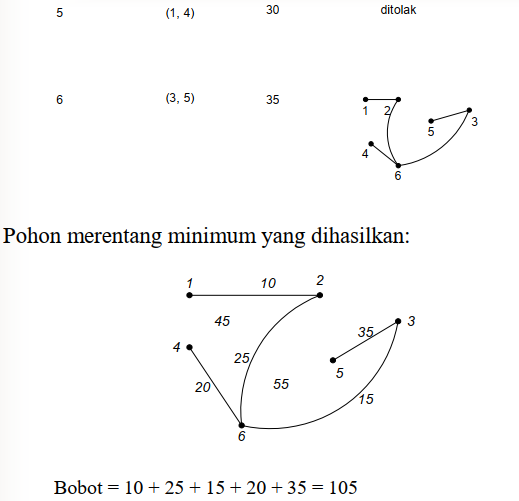 5 (1, 4) 30 ditolak
6 (3, 5) 35
1 2
3
5
4
6
Pohon merentang minimum yang dihasilkan:
1 10 2
45 3
35
4 25
5
20 55
15
6
Bobot = 10 + 25 + 15 + 20 + 35 = 105